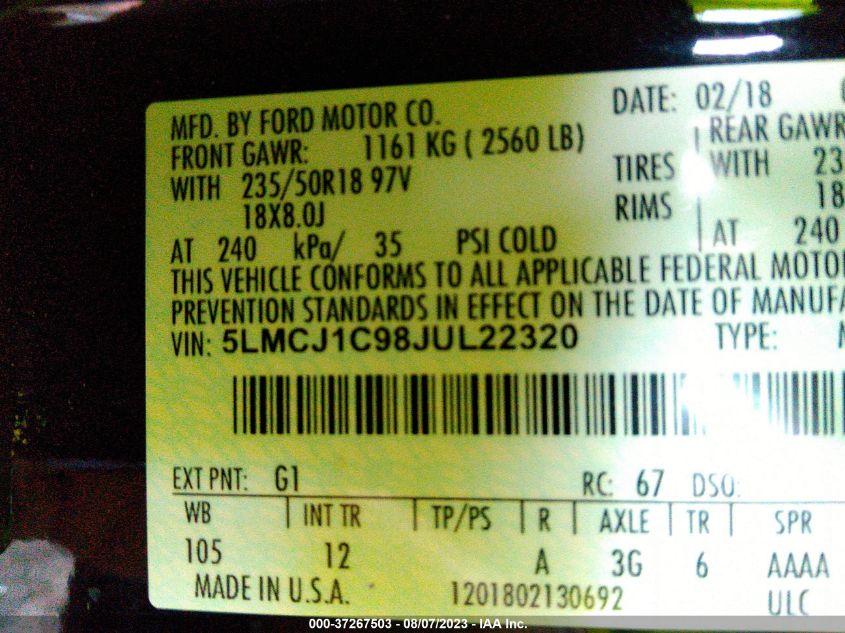 MFD. BY FORD MOTOR CO.
DATE: 02/18
FRONT GAWR: 1161 KG ( 2560 LB)
REAR GAWR
WITH 235/50R18 97V
TIRES WITH 23
18X8.0J
RIMS 18
AT 240 kPa/ 35 PSI COLD
AT 240
THIS VEHICLE CONFORMS TO ALL APPLICABLE FEDERAL MOTO
PREVENTION STANDARDS IN EFFECT ON THE DATE OF MANUFA
VIN: 5LMCJ1C98JUL22320 TYPE:
EXT PNT: G1 RC: 67 DSO:
WB INT TR TP/PS R AXLE TR SPR
105 12 A 3G 6 AAAA
MADE IN U.S.A. 1201802130692 ULC
000-37267503 - 08/07/2023 - IAA Inc.